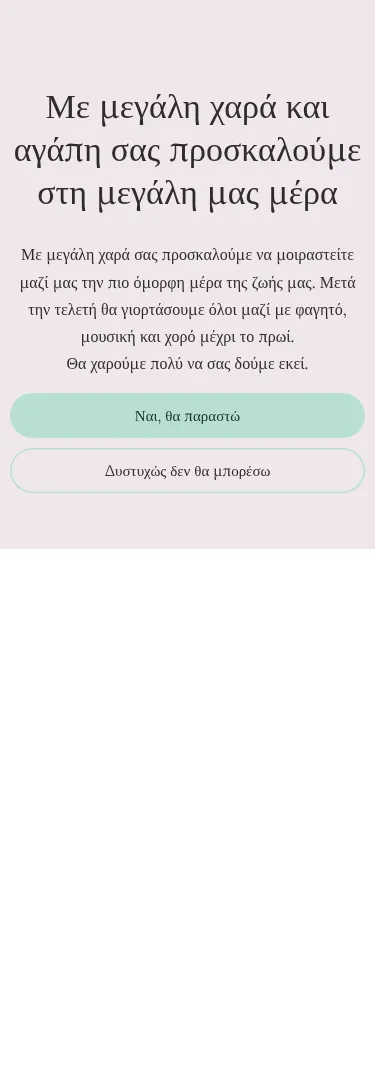 Με μεγάλη χαρά και
αγάπη σας προσκαλούμε
στη μεγάλη μας μέρα
Με μεγάλη χαρά σας προσκαλούμε να μοιραστείτε
μαζί μας την πιο όμορφη μέρα της ζωής μας. Μετά
την τελετή θα γιορτάσουμε όλοι μαζί με φαγητό,
μουσική και χορό μέχρι το πρωί.
Θα χαρούμε πολύ να σας δούμε εκεί.
Ναι, θα παραστώ
Δυστυχώς δεν θα μπορέσω